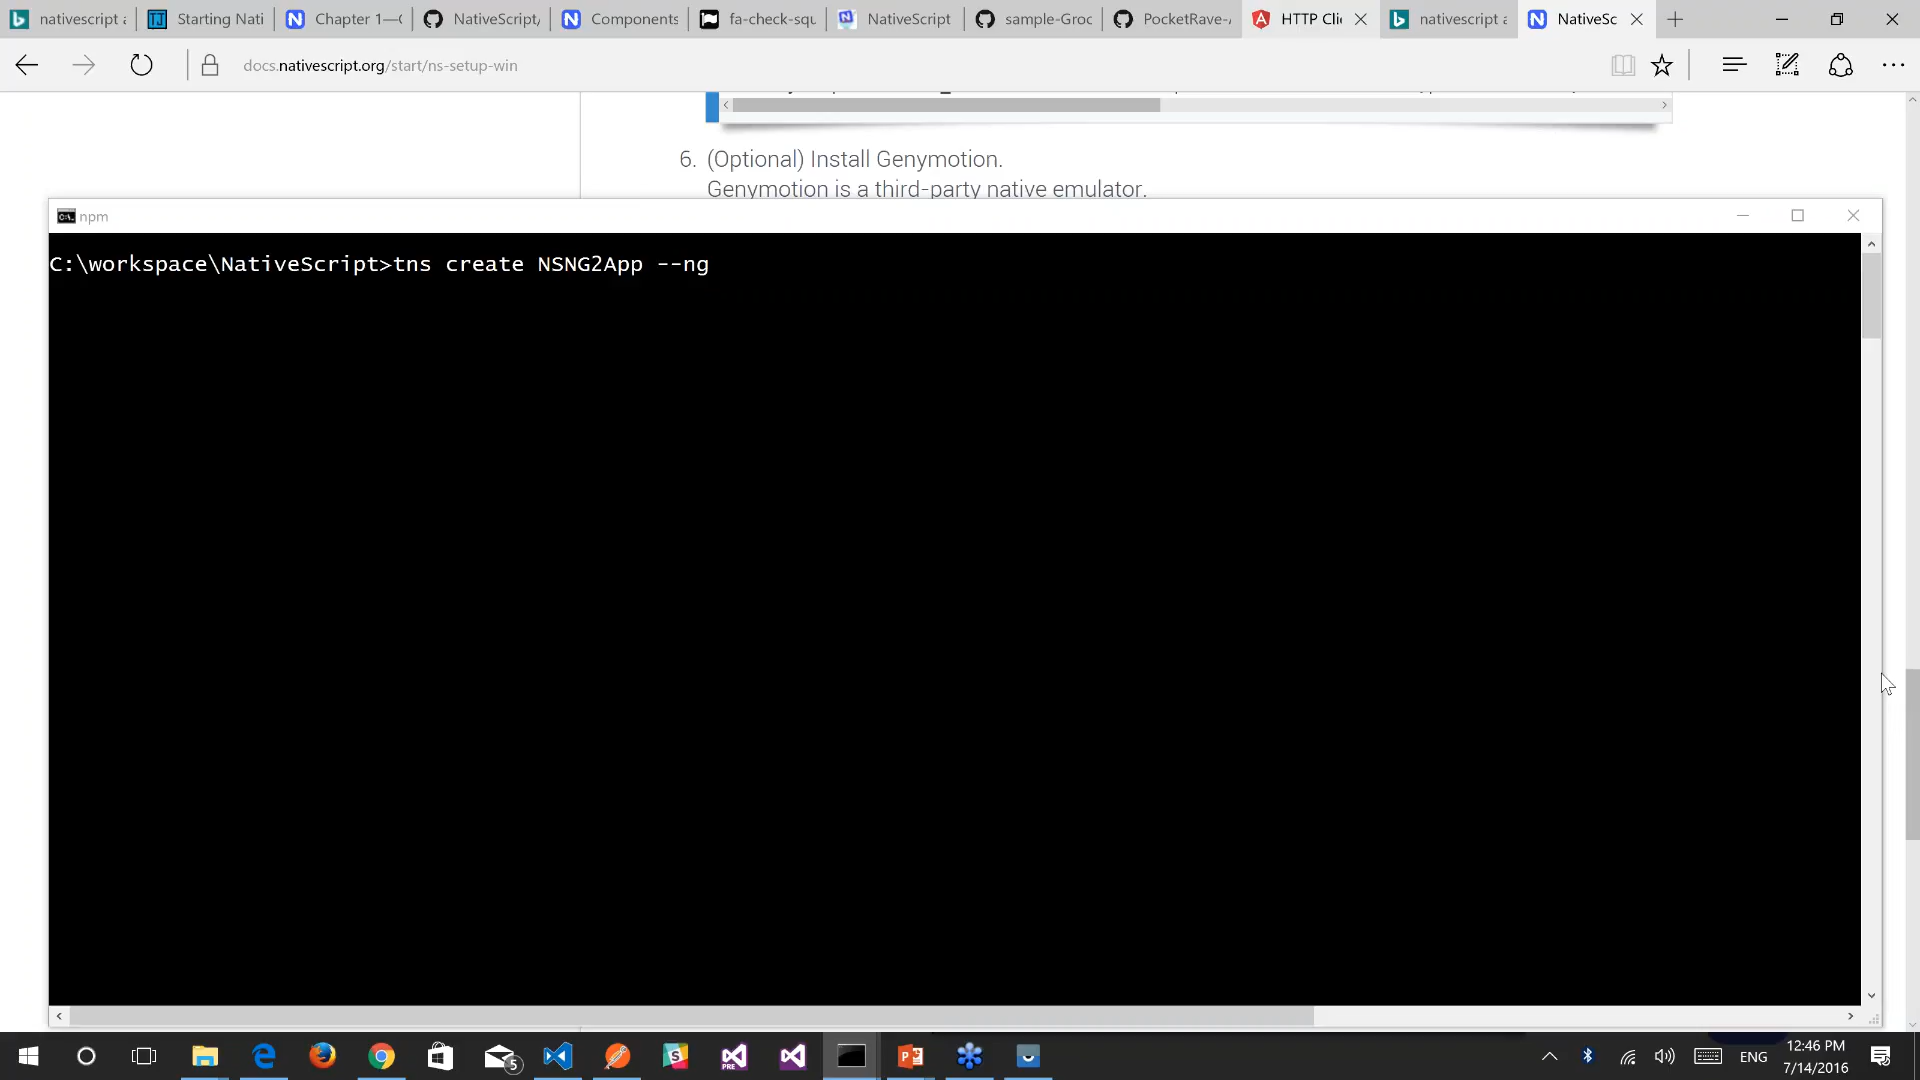 nativescript a
Starting Nati
Chapter 1—
NativeScript/
Components
fa-check-squ
NativeScript
sample-Groc
PocketRave-
HTTP Cli
nativescript a
NativeSc
docs.nativescript.org/start/ns-setup-win
6. (Optional) Install Genymotion.
Genymotion is a third-party native emulator.
npm
C:\workspace\NativeScript>tns create NSNG2App --ng
5
PRE
ENG
12:46 PM
7/14/2016